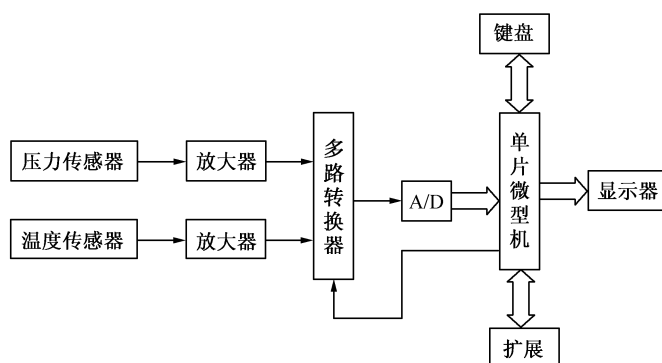 键盘
压力传感器
放大器
多路转换器
A/D
单片微型机
显示器
温度传感器
放大器
扩展